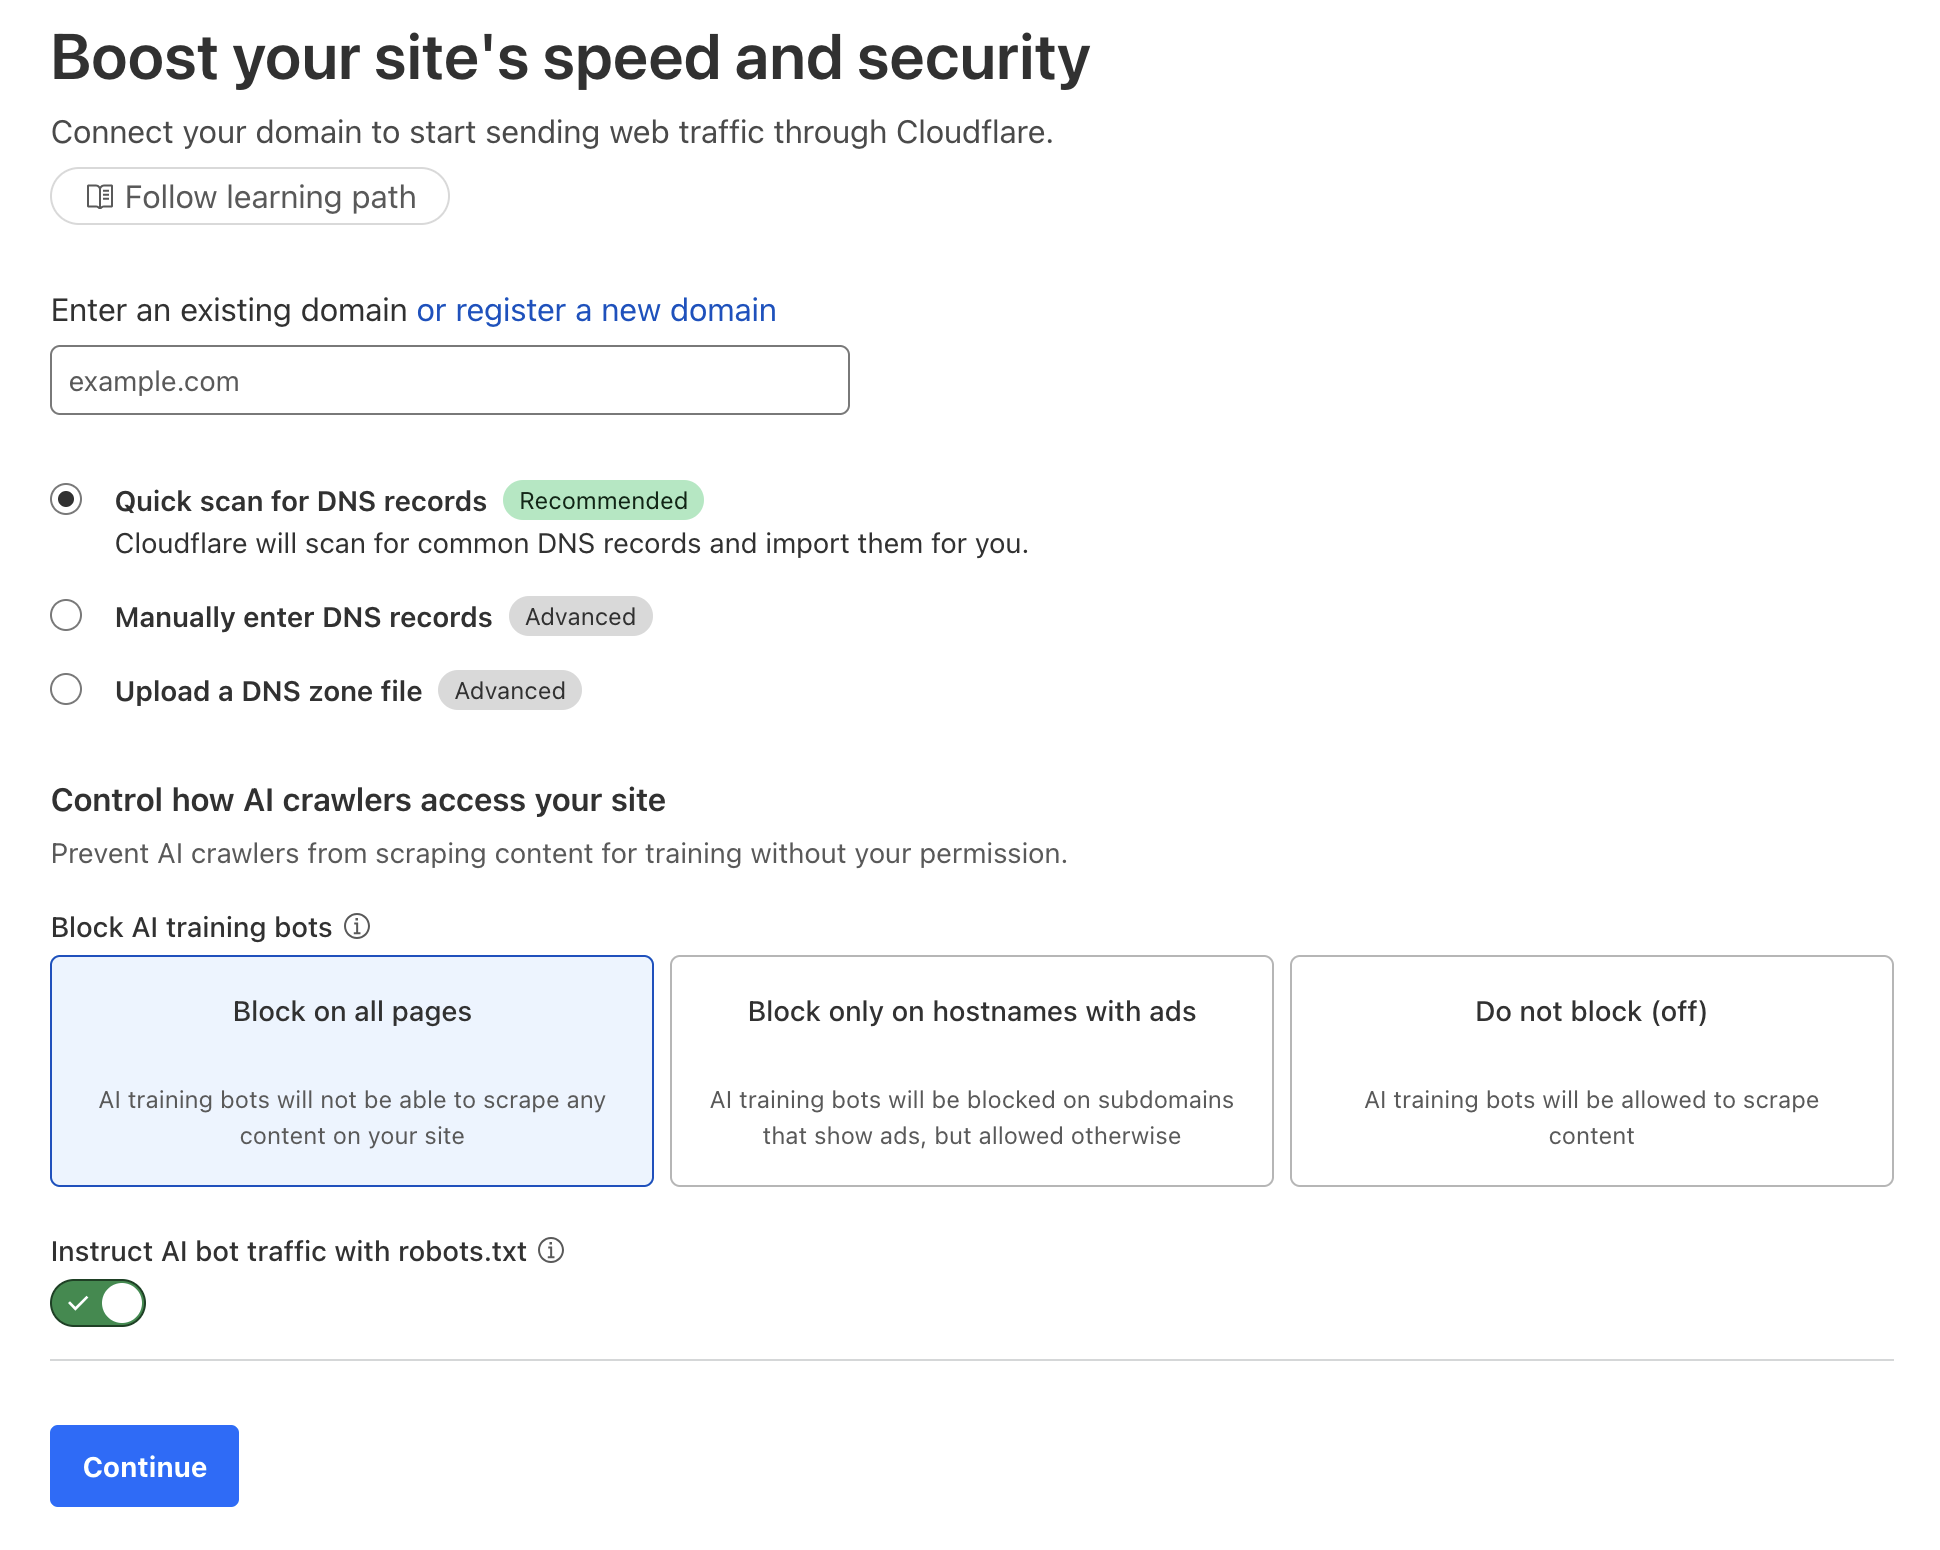 Boost your site's speed and security
Connect your domain to start sending web traffic through Cloudflare.
Follow learning path
Enter an existing domain or register a new domain
example.com
Quick scan for DNS records Recommended
Cloudflare will scan for common DNS records and import them for you.
Manually enter DNS records Advanced
Upload a DNS zone file Advanced
Control how AI crawlers access your site
Prevent AI crawlers from scraping content for training without your permission.
Block AI training bots
Block on all pages
AI training bots will not be able to scrape any
content on your site
Block only on hostnames with ads
AI training bots will be blocked on subdomains
that show ads, but allowed otherwise
Do not block (off)
AI training bots will be allowed to scrape
content
Instruct AI bot traffic with robots.txt
Continue